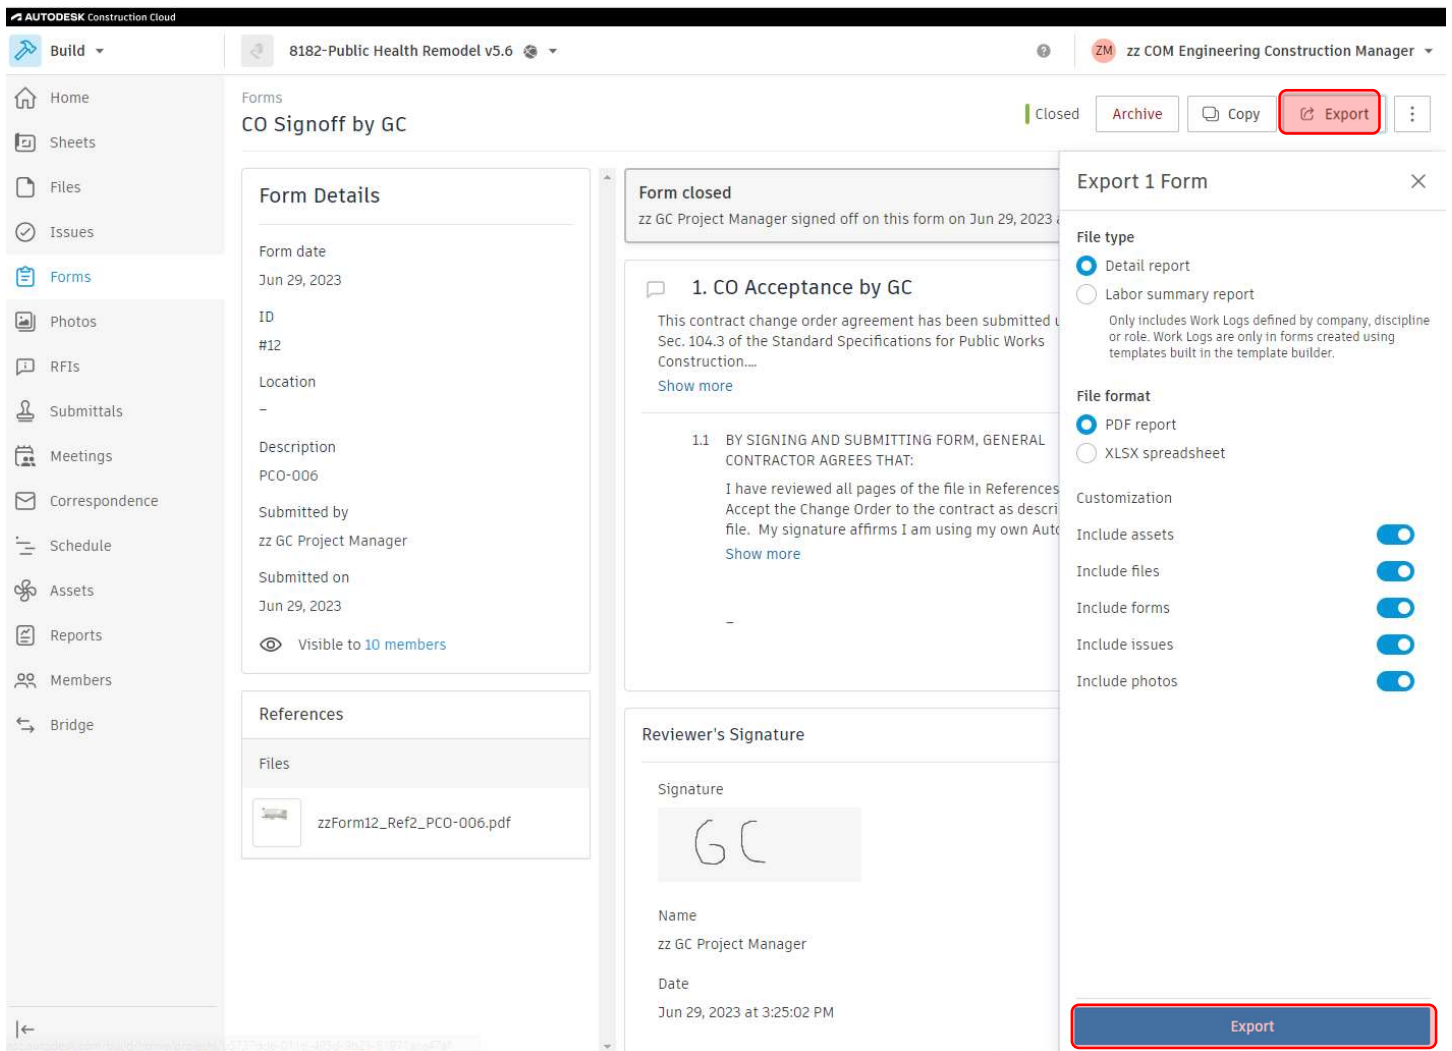 AUTODESK Construction Cloud
Build
8182-Public Health Remodel v5.6
ZM
zz COM Engineering Construction Manager
Home
Sheets
Files
Issues
Forms
Photos
RFIs
Submittals
Meetings
Correspondence
Schedule
Assets
Reports
Members
Bridge
Forms
CO Signoff by GC
Closed
Archive
Copy
Export
Form Details
Form date
Jun 29, 2023
ID
#12
Location
–
Description
PCO-006
Submitted by
zz GC Project Manager
Submitted on
Jun 29, 2023
Visible to 10 members
References
Files
zzForm12_Ref2_PCO-006.pdf
Form closed
zz GC Project Manager signed off on this form on Jun 29, 2023
1. CO Acceptance by GC
This contract change order agreement has been submitted
Sec. 104.3 of the Standard Specifications for Public Works
Construction....
Show more
1.1 BY SIGNING AND SUBMITTING FORM, GENERAL
CONTRACTOR AGREES THAT:
I have reviewed all pages of the file in References
Accept the Change Order to the contract as descri
file. My signature affirms I am using my own Auto
Show more
–
Reviewer's Signature
Signature
GC
Name
zz GC Project Manager
Date
Jun 29, 2023 at 3:25:02 PM
Export 1 Form
File type
Detail report
Labor summary report
Only includes Work Logs defined by company, discipline
or role. Work Logs are only in forms created using
templates built in the template builder.
File format
PDF report
XLSX spreadsheet
Customization
Include assets
Include files
Include forms
Include issues
Include photos
Export